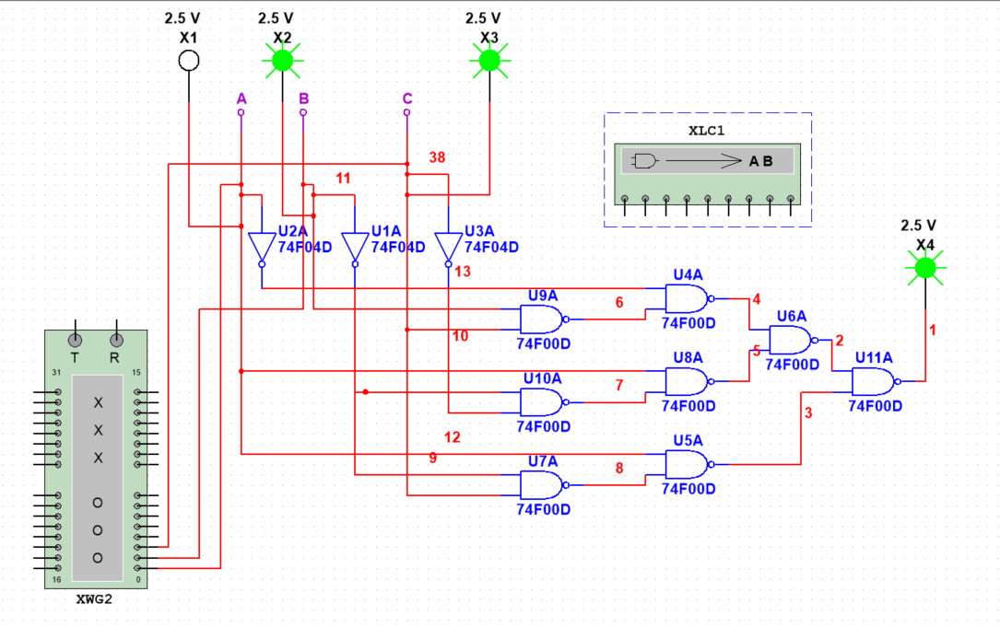 2.5 V 2.5 V 2.5 V
X1 X2 X3
A B C
XLC1
A B
38
11
2.5 V
X4
U2A U1A U3A
74F04D 74F04D 74F04D
13
U4A
U9A
6 4
74F00D
U6A
1
74F00D
10
2
5
T R
U8A
U11A
31 15
74F00D
U10A
7
X
74F00D
74F00D
3
X
74F00D
12
U5A
X
9
U7A
8
74F00D
O
74F00D
O
O
16 0
XWG2